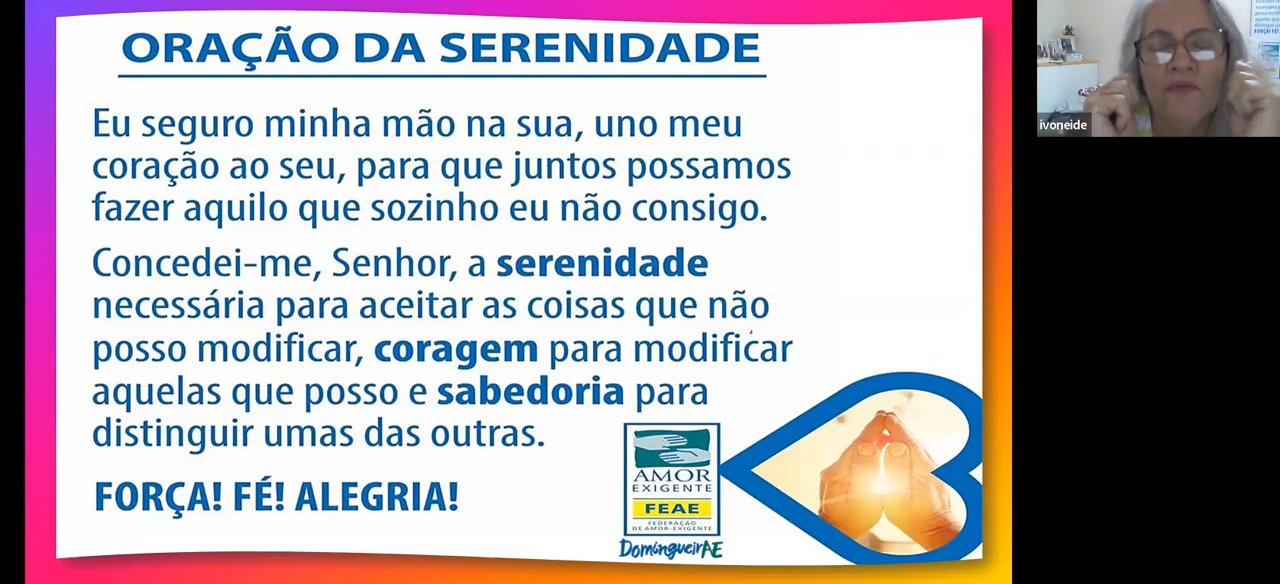 ORAÇÃO DA SERENIDADE
Eu seguro minha mão na sua, uno meu
coração ao seu, para que juntos possamos
fazer aquilo que sozinho eu não consigo.
Concedei-me, Senhor, a serenidade
necessária para aceitar as coisas que não
posso modificar, coragem para modificar
aquelas que posso e sabedoria para
distinguir umas das outras.
FORÇA! FÉ! ALEGRIA!
AMOR
EXIGENTE
FEAE
FEDERAÇÃO
DE AMOR-EXIGENTE
DomingueirAE
ivoneide